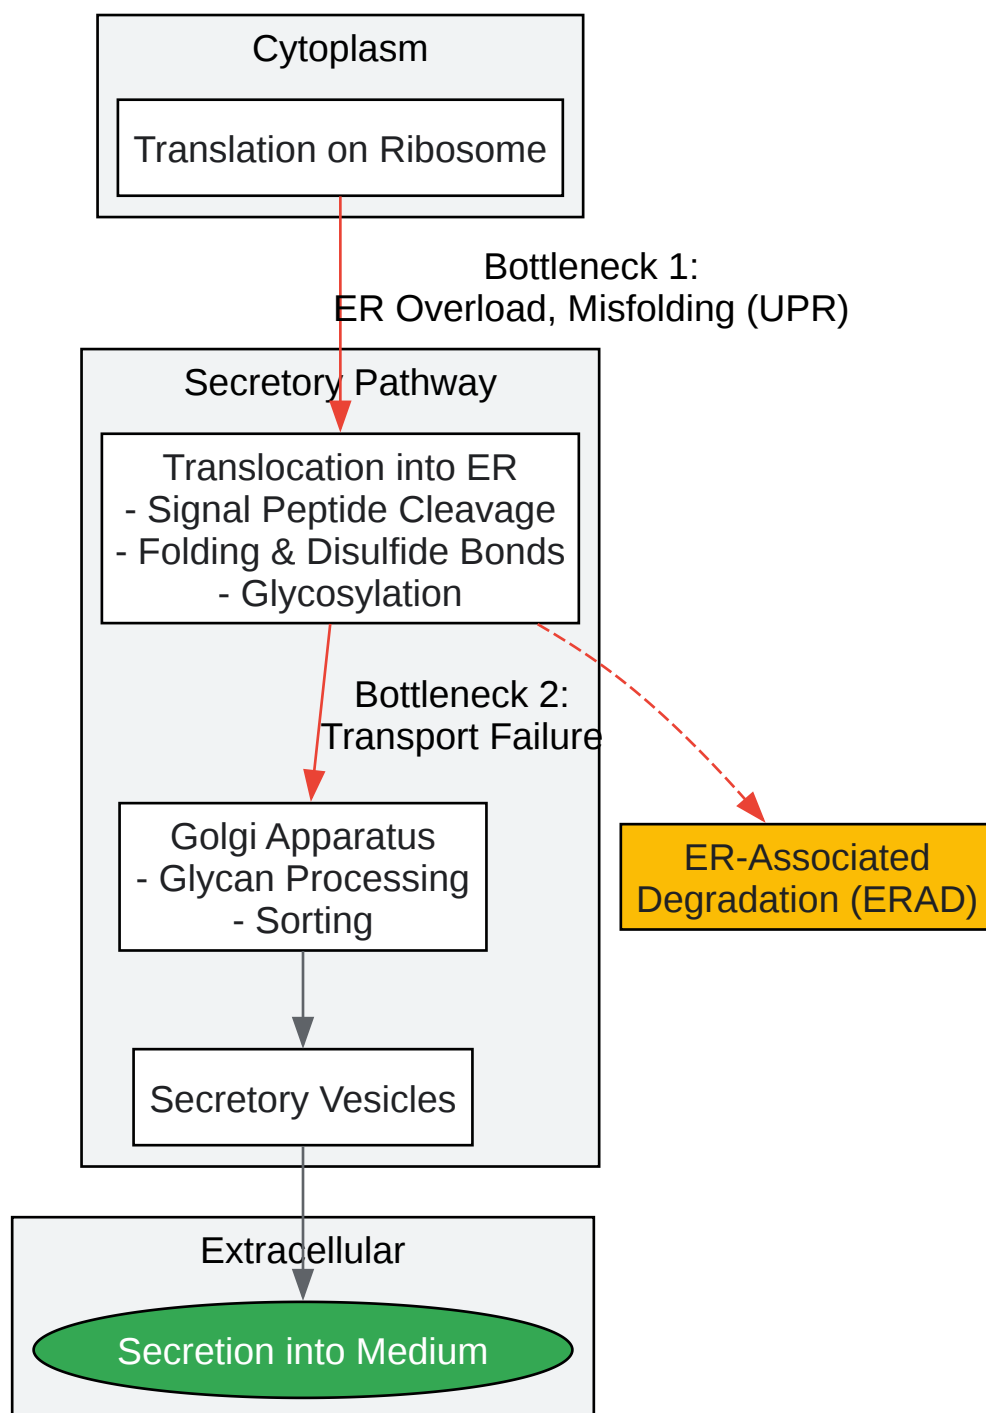 Cytoplasm
Translation on Ribosome
Bottleneck 1:
ER Overload, Misfolding (UPR)
Secretory Pathway
Translocation into ER
- Signal Peptide Cleavage
- Folding & Disulfide Bonds
- Glycosylation
Bottleneck 2:
Transport Failure
Golgi Apparatus
- Glycan Processing
- Sorting
ER-Associated
Degradation (ERAD)
Secretory Vesicles
Extracellular
Secretion into Medium